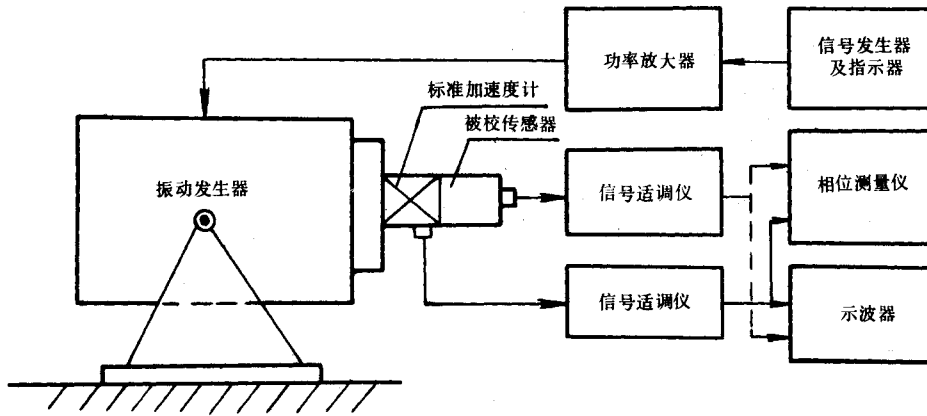 功率放大器
信号发生器
及指示器
标准加速度计
被校传感器
振动发生器
信号适调仪
相位测量仪
信号适调仪
示波器